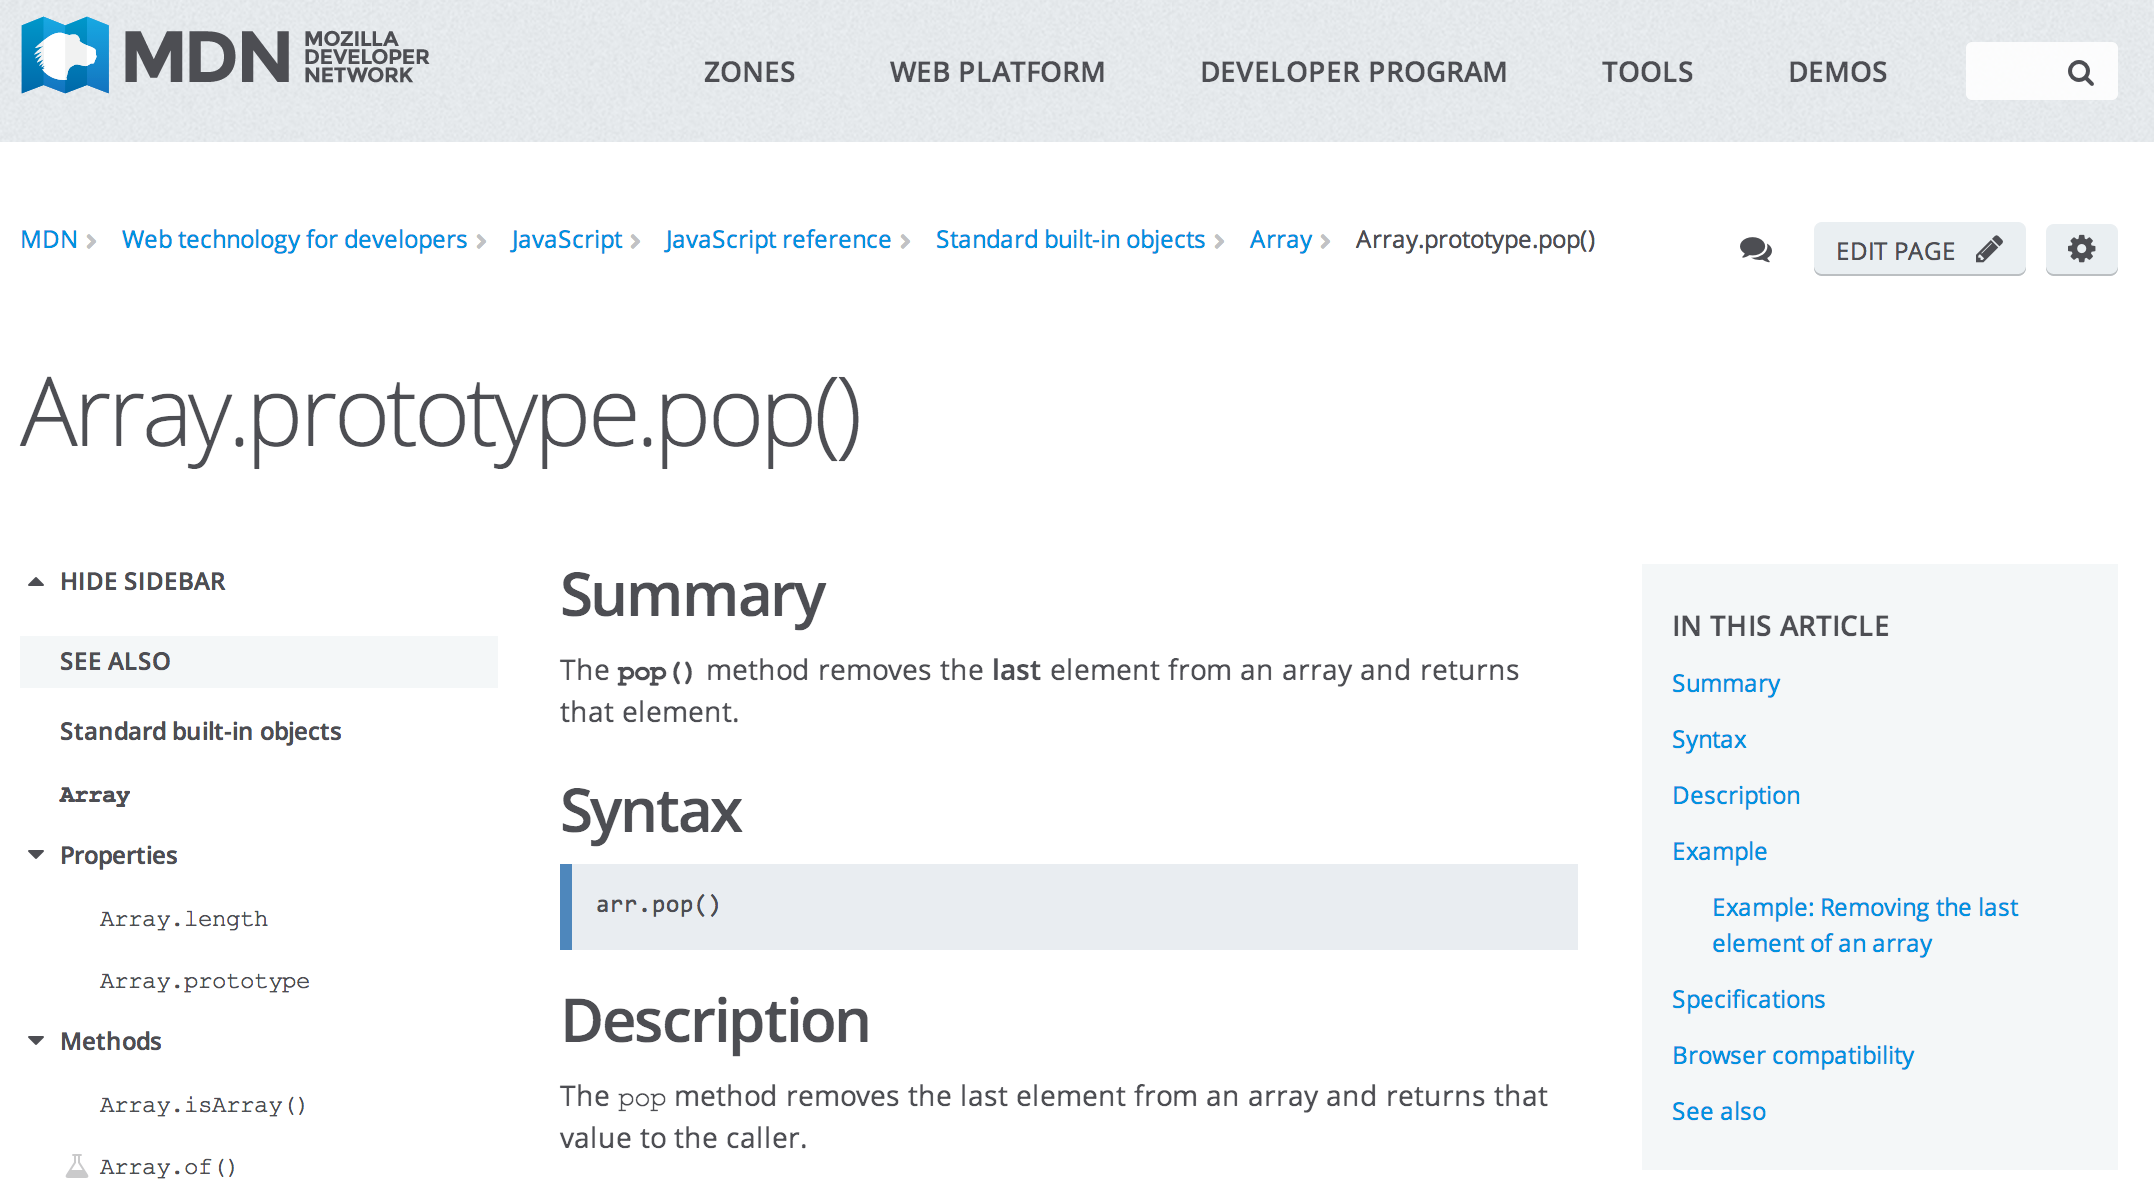 MDN MOZILLA
DEVELOPER
NETWORK
ZONES WEB PLATFORM DEVELOPER PROGRAM TOOLS DEMOS
MDN Web technology for developers JavaScript JavaScript reference Standard built-in objects Array Array.prototype.pop()
EDIT PAGE
Array.prototype.pop()
HIDE SIDEBAR
SEE ALSO
Standard built-in objects
Array
Properties
Array.length
Array.prototype
Methods
Array.isArray()
Array.of()
Summary
The pop() method removes the last element from an array and returns
that element.
Syntax
arr.pop()
Description
The pop method removes the last element from an array and returns that
value to the caller.
IN THIS ARTICLE
Summary
Syntax
Description
Example
Example: Removing the last
element of an array
Specifications
Browser compatibility
See also